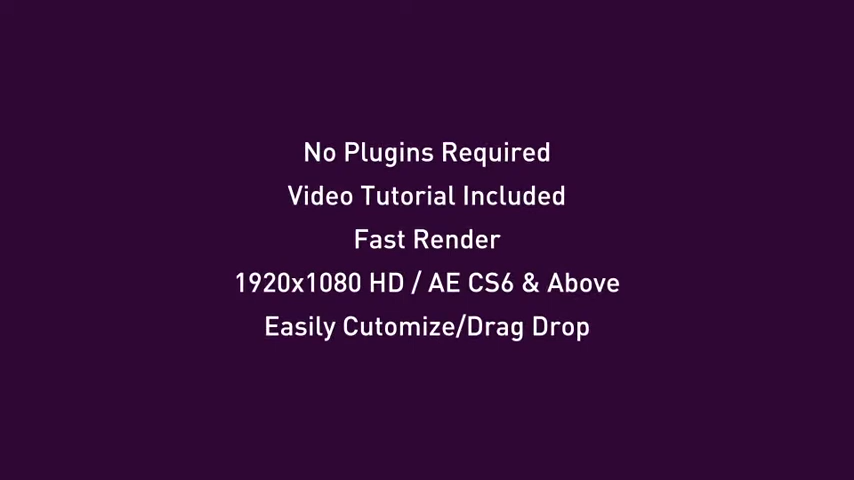 No Plugins Required
Video Tutorial Included
Fast Render
1920x1080 HD / AE CS6 & Above
Easily Cutomize/Drag Drop